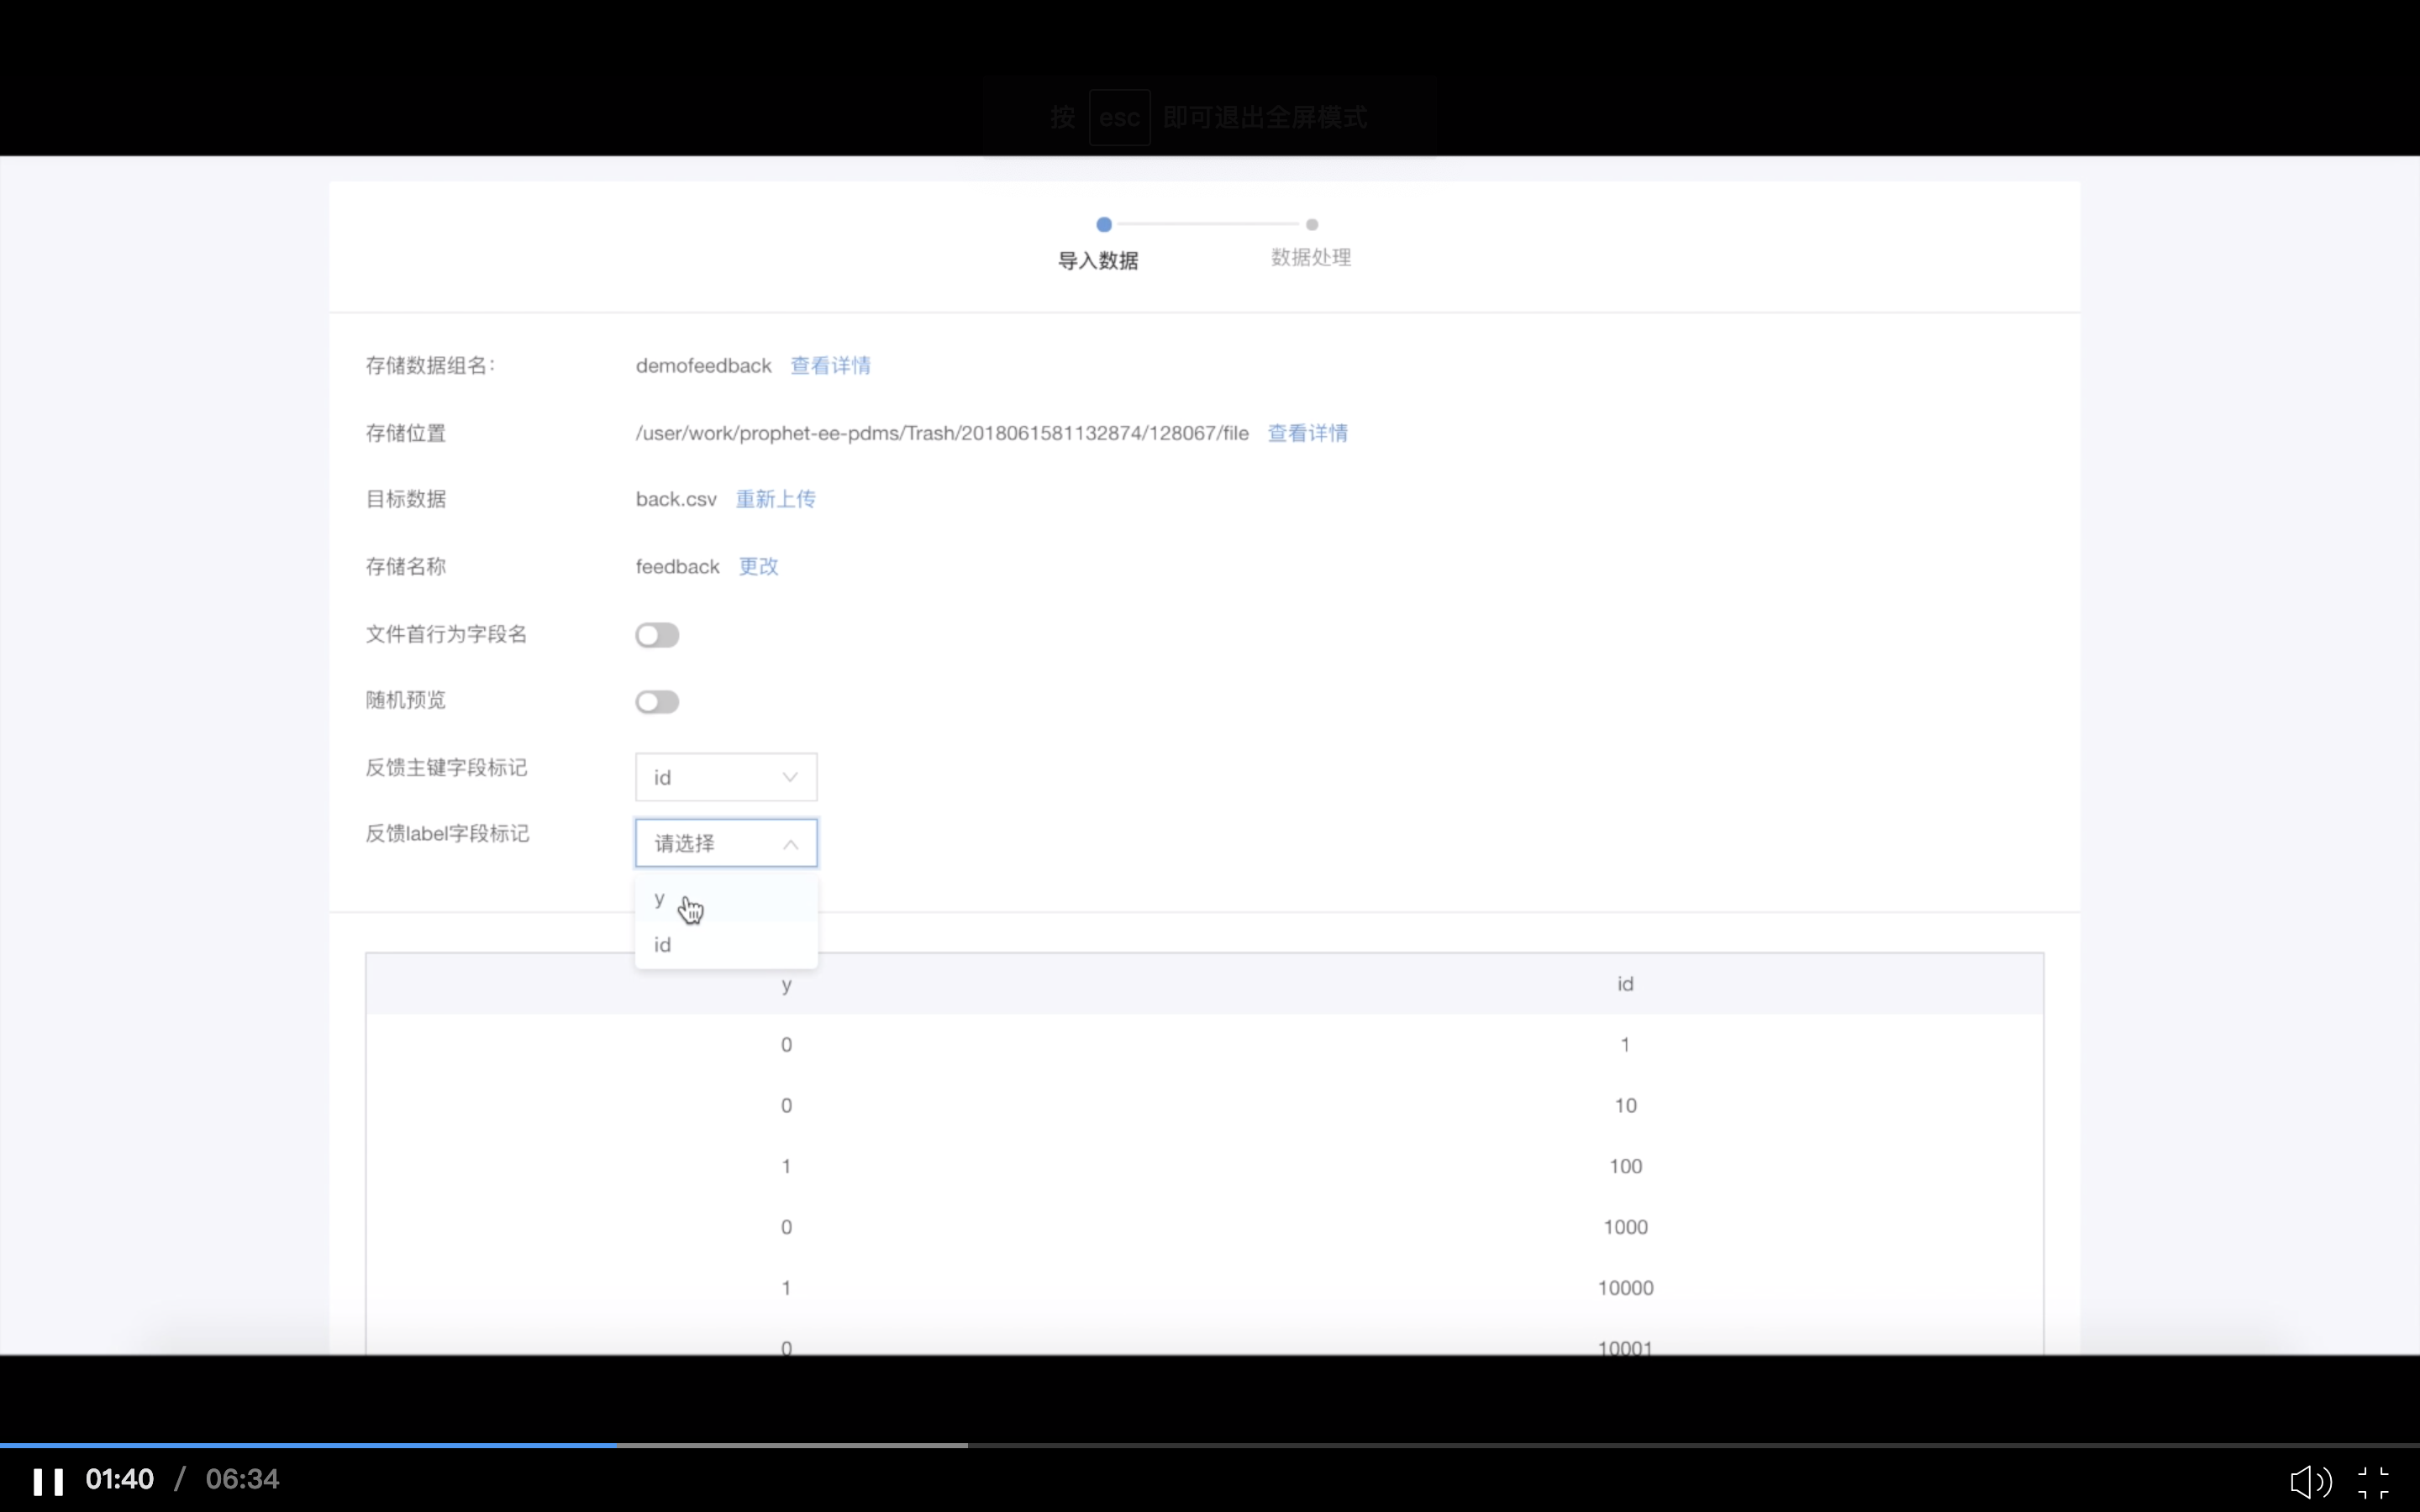 按 esc 即可退出全屏模式
导入数据 数据处理
存储数据组名： demofeedback 查看详情
存储位置 /user/work/prophet-ee-pdms/Trash/2018061581132874/128067/file 查看详情
目标数据 back.csv 重新上传
存储名称 feedback 更改
文件首行为字段名
随机预览
反馈主键字段标记 id
反馈label字段标记 请选择
y
id
y id
0 1
0 10
1 100
0 1000
1 10000
0 10001
01:40 / 06:34